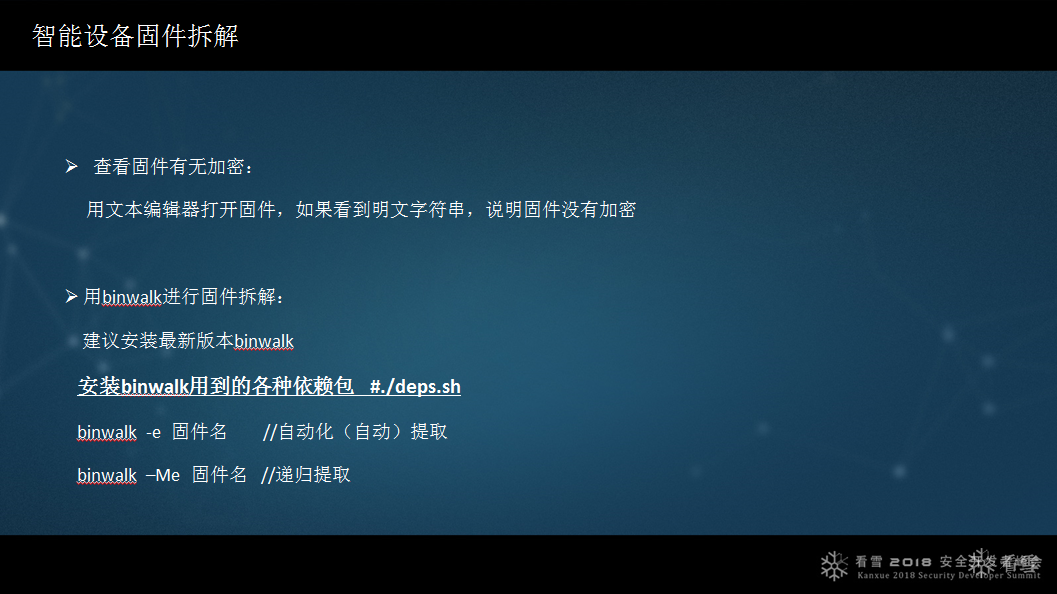 智能设备固件拆解
➢ 查看固件有无加密：
用文本编辑器打开固件，如果看到明文字符串，说明固件没有加密
➢ 用binwalk进行固件拆解：
建议安装最新版本binwalk
安装binwalk用到的各种依赖包 #./deps.sh
binwalk -e 固件名 //自动化（自动）提取
binwalk –Me 固件名 //递归提取
看雪 2018 安全开发者峰会
看雪
Kanxue 2018 Security Developer Summit